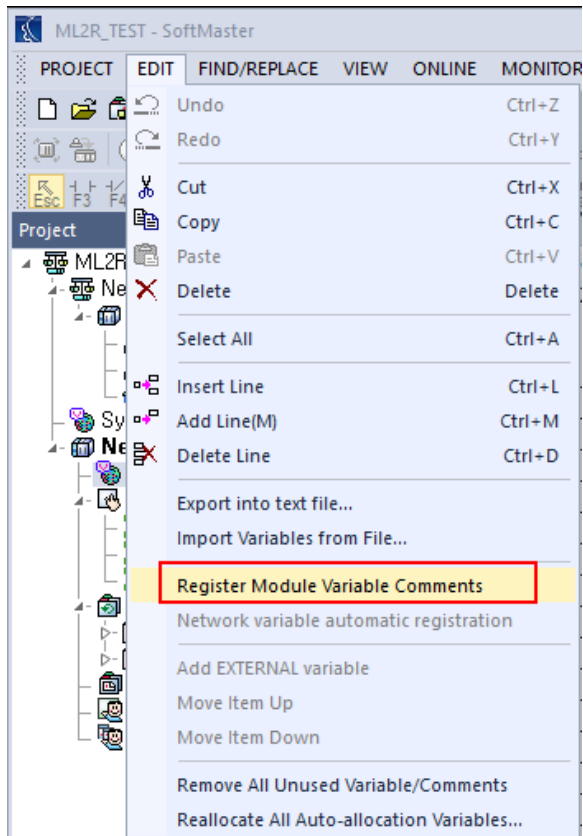 ML2R_TEST - SoftMaster
PROJECT EDIT FIND/REPLACE VIEW ONLINE MONITOR
Undo Ctrl+Z
Redo Ctrl+Y
Esc F3 F4
Cut Ctrl+X
Copy Ctrl+C
Project
Paste Ctrl+V
ML2R
Delete Delete
Ne
Select All Ctrl+A
Insert Line Ctrl+L
Add Line(M) Ctrl+M
Sy
Delete Line Ctrl+D
Ne
Export into text file...
Import Variables from File...
Register Module Variable Comments
Network variable automatic registration
Add EXTERNAL variable
Move Item Up
Move Item Down
Remove All Unused Variable/Comments
Reallocate All Auto-allocation Variables...